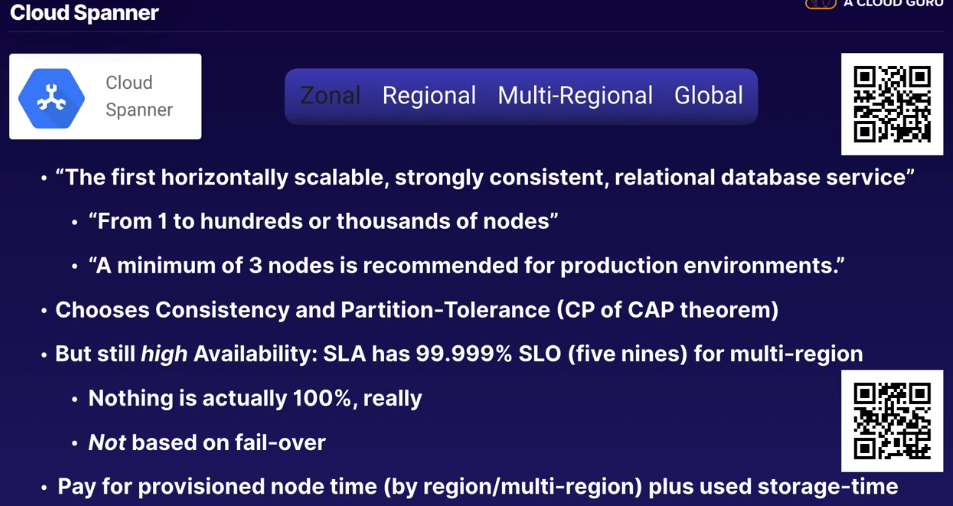 Cloud Spanner
A CLOUD GURU
Cloud
Spanner
Zonal Regional Multi-Regional Global
• “The first horizontally scalable, strongly consistent, relational database service”
• “From 1 to hundreds or thousands of nodes”
• “A minimum of 3 nodes is recommended for production environments.”
• Chooses Consistency and Partition-Tolerance (CP of CAP theorem)
• But still high Availability: SLA has 99.999% SLO (five nines) for multi-region
• Nothing is actually 100%, really
• Not based on fail-over
• Pay for provisioned node time (by region/multi-region) plus used storage-time